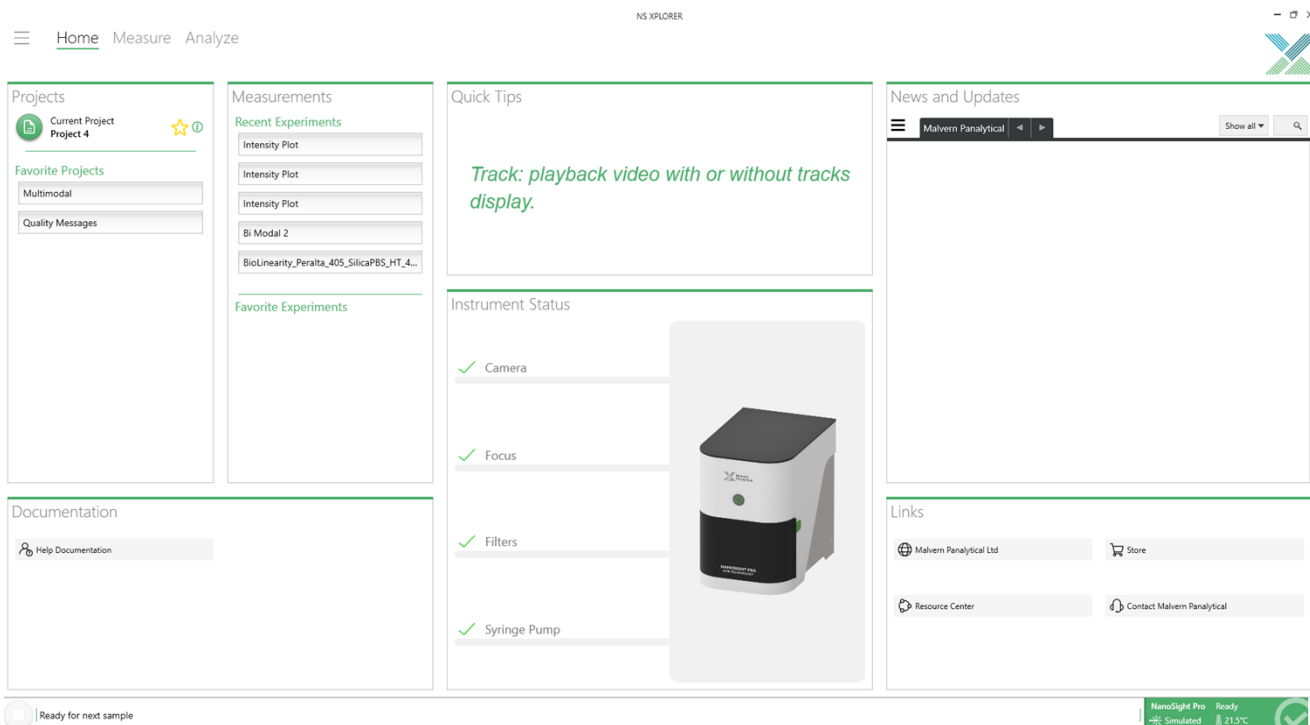 NS XPLORER
Home
Measure
Analyze
Projects
Current Project
Project 4
Favorite Projects
Multimodal
Quality Messages
Measurements
Recent Experiments
Intensity Plot
Intensity Plot
Intensity Plot
Bi Modal 2
BioLinearity_Peralta_405_SilicaPBS_HT_4...
Favorite Experiments
Quick Tips
Track: playback video with or without tracks
display.
Instrument Status
Camera
Focus
Filters
Syringe Pump
NANOSIGHT PRO
News and Updates
Malvern Panalytical
Show all
Documentation
Help Documentation
Links
Malvern Panalytical Ltd
Store
Resource Center
Contact Malvern Panalytical
Ready for next sample
NanoSight Pro Ready
Simulated 21.5°C